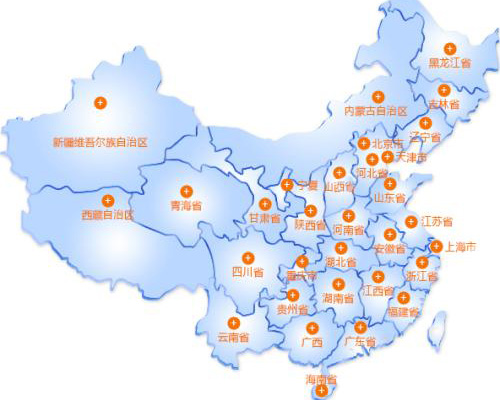 黑龙江省
吉林省
内蒙古自治区
辽宁省
新疆维吾尔族自治区
北京市
天津市
河北省
宁夏
山西省
山东省
青海省
西藏自治区
甘肃省
陕西省
河南省
江苏省
安徽省
上海市
湖北省
四川省
重庆市
浙江省
江西省
湖南省
贵州省
福建省
云南省
广西
广东省
海南省